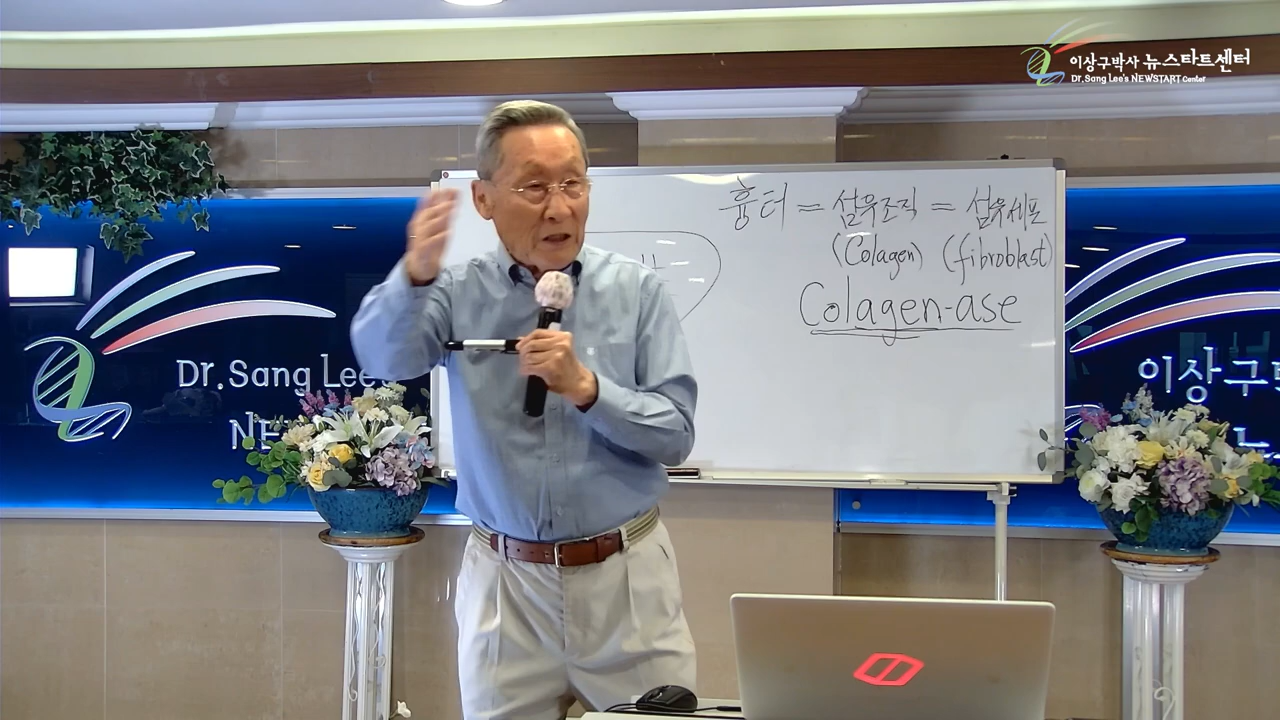 이상구박사 뉴스타트센터
Dr. Sang Lee's NEWSTART Center
흉터 = 섬유조직 = 섬유세포
(Colagen) (fibroblast)
Colagen-ase
Dr.Sang Lee's
이상구